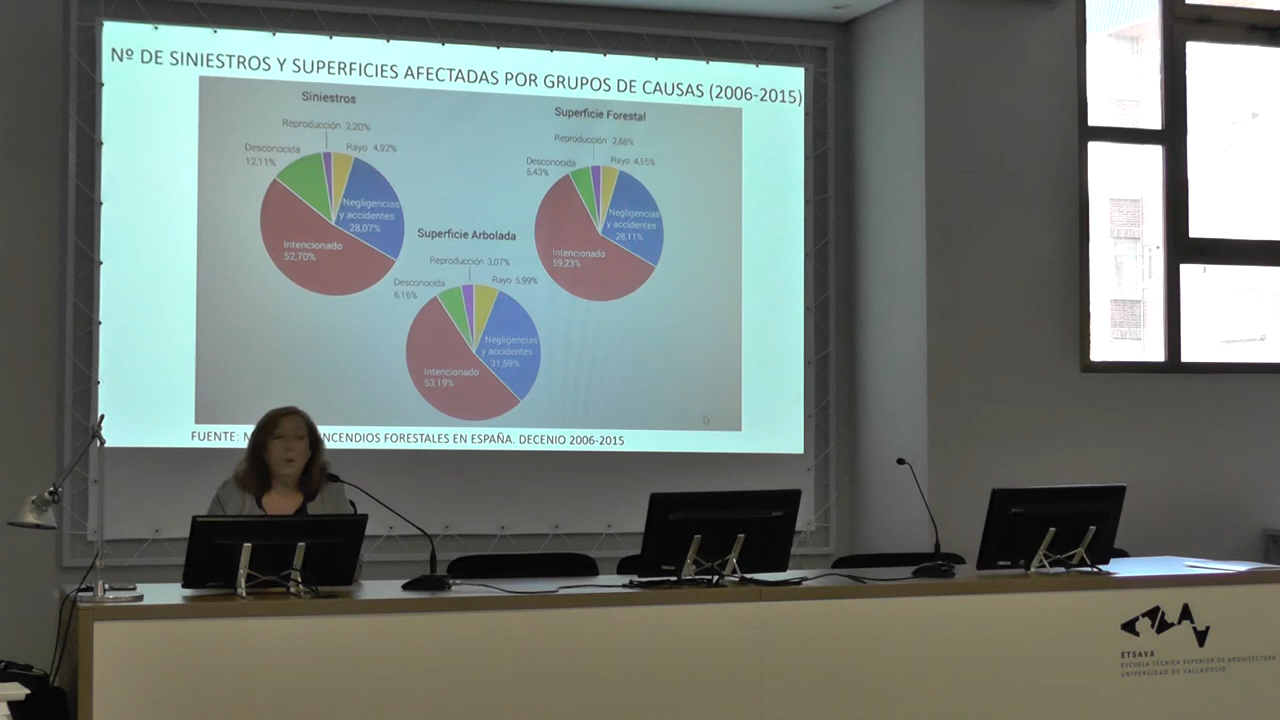 Nº DE SINIESTROS Y SUPERFICIES AFECTADAS POR GRUPOS DE CAUSAS (2006-2015)
Siniestros
Reproducción 2,20%
Desconocida
12,11%
Rayo 4,92%
Negligencias
y accidentes
28,07%
Intencionado
52,70%
Superficie Forestal
Reproducción 2,68%
Desconocida
5,43%
Rayo 4,55%
Negligencias
y accidentes
28,11%
Intencionado
59,23%
Superficie Arbolada
Reproducción 3,07%
Desconocida
6,16%
Rayo 5,99%
Negligencias
y accidentes
31,59%
Intencionado
53,19%
FUENTE: INCENDIOS FORESTALES EN ESPAÑA. DECENIO 2006-2015
ETSAVA
ESCUELA TÉCNICA SUPERIOR DE ARQUITECTURA
UNIVERSIDAD DE VALLADOLID